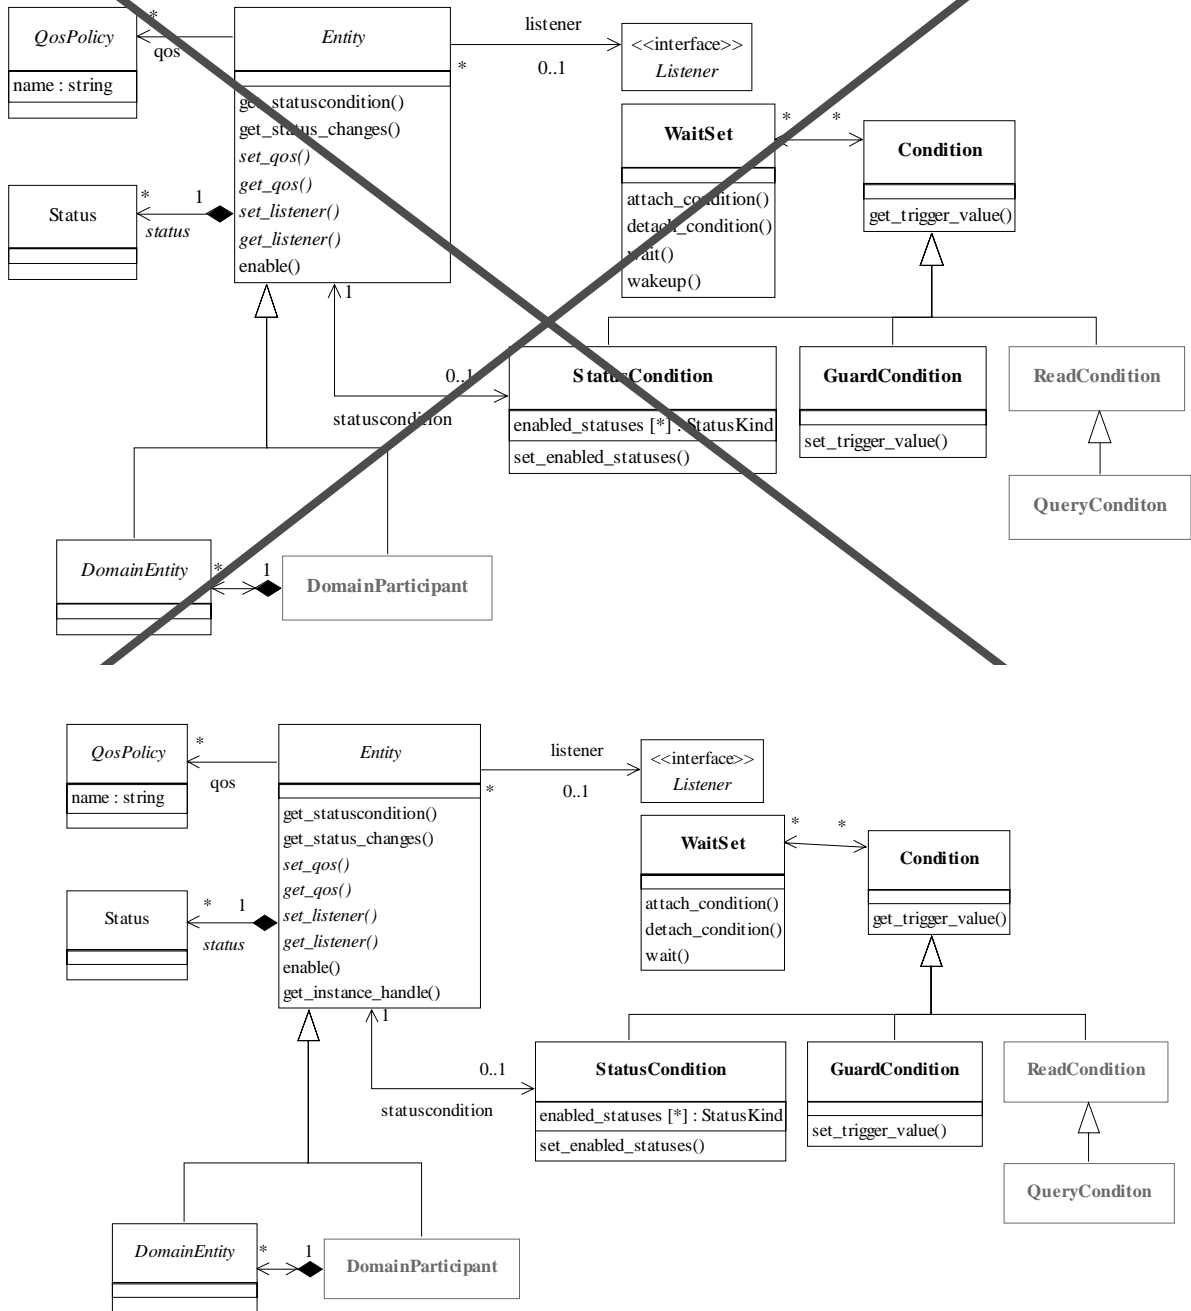 *
QosPolicy
qos
name : string
Entity
*
get_statuscondition()
get_status_changes()
set_qos()
get_qos()
set_listener()
get_listener()
enable()
listener
0..1
<<interface>>
Listener
Status
*
1
status
WaitSet
attach_condition()
detach_condition()
wait()
wakeup()
*
*
Condition
get_trigger_value()
1
0..1
statuscondition
StatusCondition
enabled_statuses [*] : StatusKind
set_enabled_statuses()
GuardCondition
set_trigger_value()
ReadCondition
QueryConditon
DomainEntity
*
1
DomainParticipant
QosPolicy
*
qos
name : string
Entity
*
get_statuscondition()
get_status_changes()
set_qos()
get_qos()
set_listener()
get_listener()
enable()
get_instance_handle()
listener
0..1
<<interface>>
Listener
Status
*
1
status
WaitSet
attach_condition()
detach_condition()
wait()
*
*
Condition
get_trigger_value()
1
0..1
statuscondition
StatusCondition
enabled_statuses [*] : StatusKind
set_enabled_statuses()
GuardCondition
set_trigger_value()
ReadCondition
QueryConditon
DomainEntity
*
1
DomainParticipant